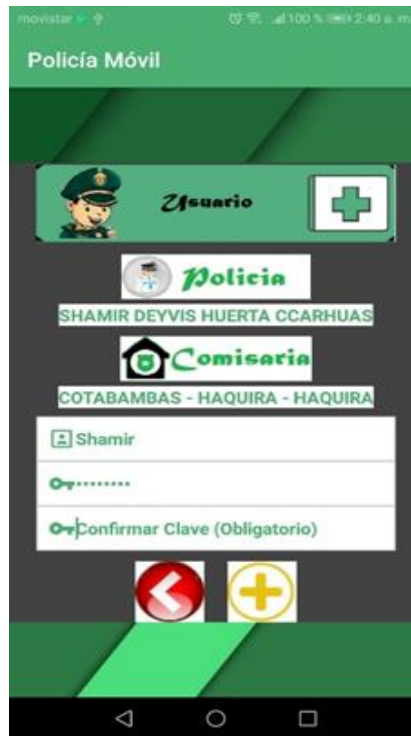 movistar
100 % 2:40 a. m.
Policía Móvil
Usuario
Policia
SHAMIR DEYVIS HUERTA CCARHUAS
Comisaria
COTABAMBAS - HAQUIRA - HAQUIRA
Shamir
••••••••
Confirmar Clave (Obligatorio)